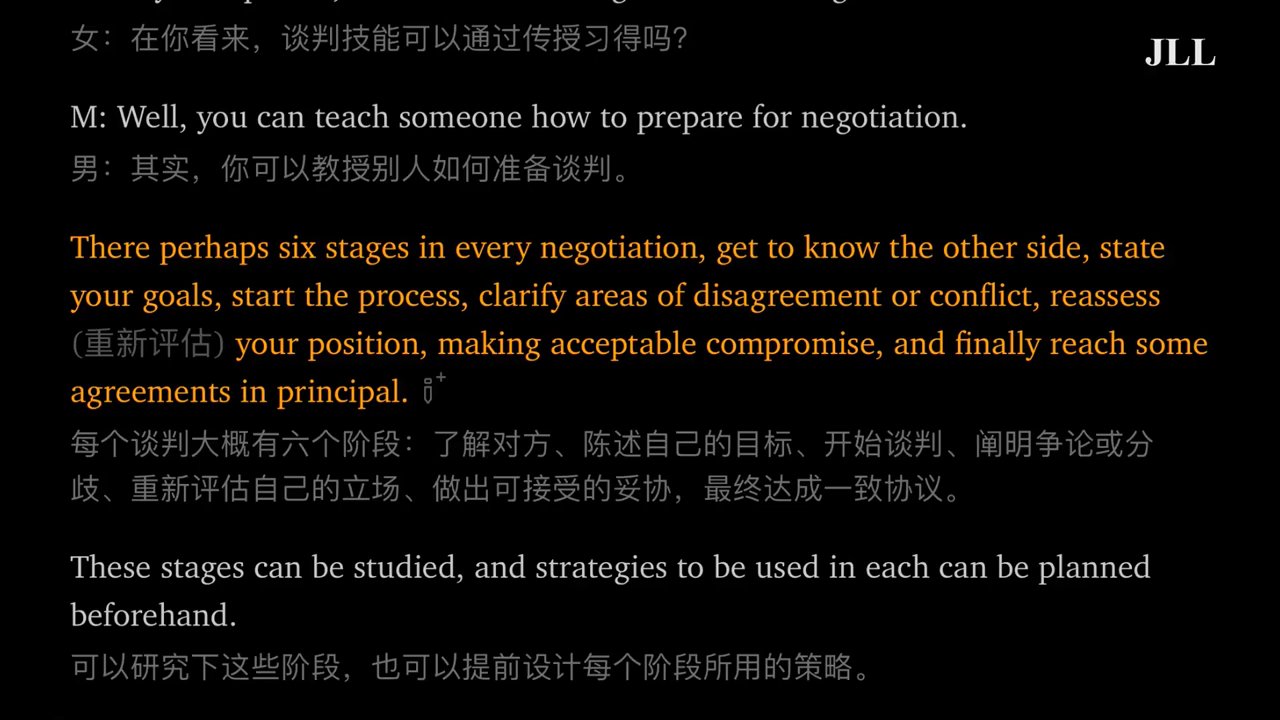 女：在你看来，谈判技能可以通过传授习得吗？
JLL
M: Well, you can teach someone how to prepare for negotiation.
男：其实，你可以教授别人如何准备谈判。
There perhaps six stages in every negotiation, get to know the other side, state
your goals, start the process, clarify areas of disagreement or conflict, reassess
(重新评估) your position, making acceptable compromise, and finally reach some
agreements in principal.
每个谈判大概有六个阶段：了解对方、陈述自己的目标、开始谈判、阐明争论或分
歧、重新评估自己的立场、做出可接受的妥协，最终达成一致协议。
These stages can be studied, and strategies to be used in each can be planned
beforehand.
可以研究下这些阶段，也可以提前设计每个阶段所用的策略。